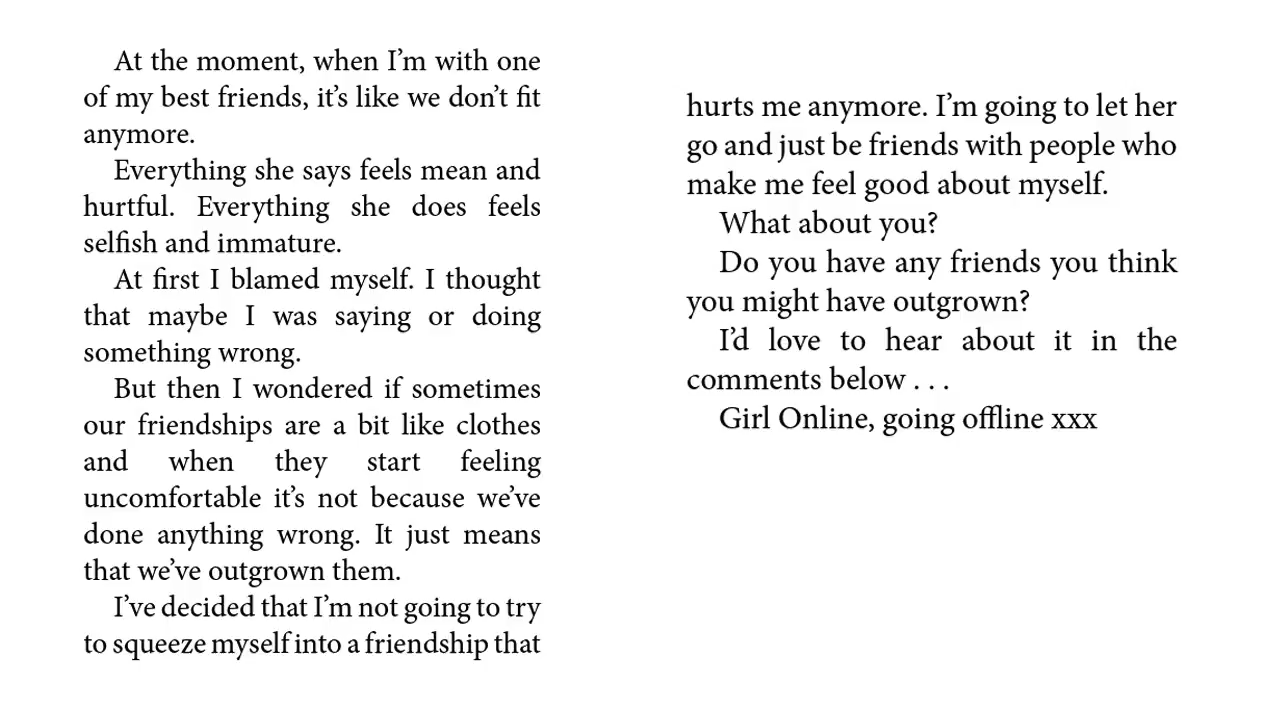 At the moment, when I’m with one
of my best friends, it’s like we don’t fit
anymore.
Everything she says feels mean and
hurtful. Everything she does feels
selfish and immature.
At first I blamed myself. I thought
that maybe I was saying or doing
something wrong.
But then I wondered if sometimes
our friendships are a bit like clothes
and when they start feeling
uncomfortable it’s not because we’ve
done anything wrong. It just means
that we’ve outgrown them.
I’ve decided that I’m not going to try
to squeeze myself into a friendship that
hurts me anymore. I’m going to let her
go and just be friends with people who
make me feel good about myself.
What about you?
Do you have any friends you think
you might have outgrown?
I’d love to hear about it in the
comments below . . .
Girl Online, going offline xxx